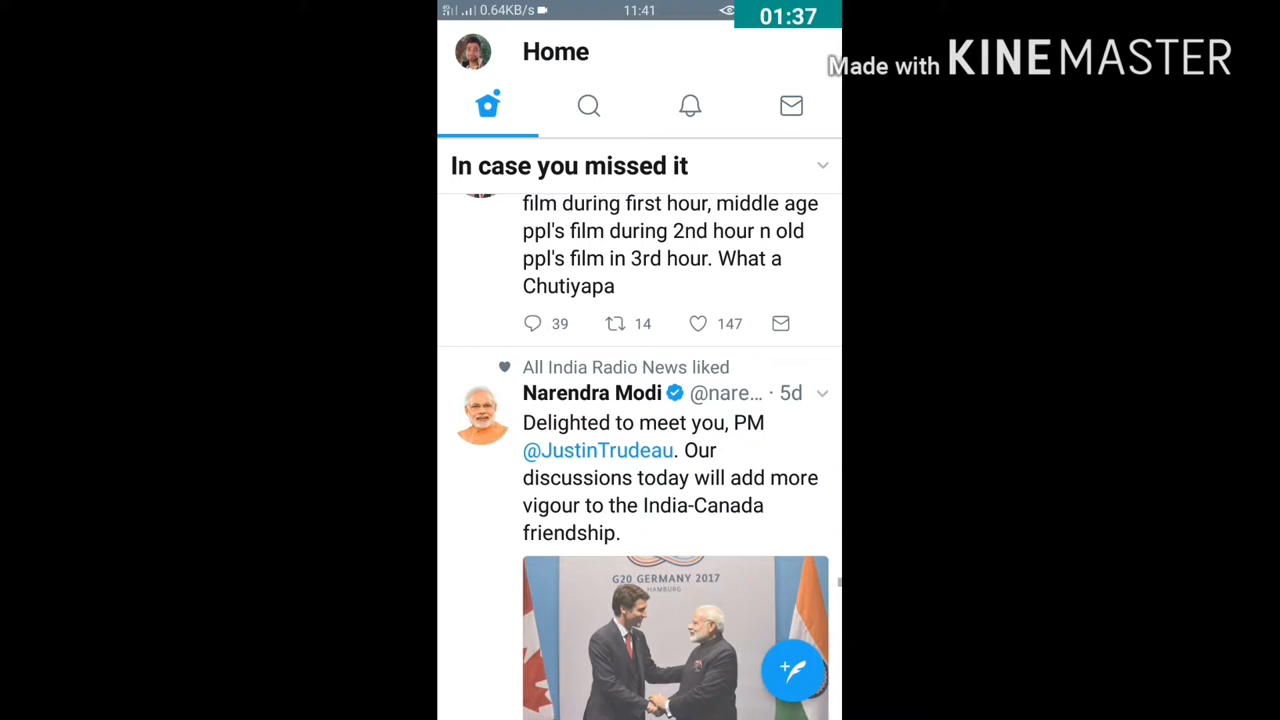 0.64KB/s
11:41
01:37
Made with KINEMASTER
Home
In case you missed it
film during first hour, middle age
ppl's film during 2nd hour n old
ppl's film in 3rd hour. What a
Chutiyapa
39
14
147
All India Radio News liked
Narendra Modi @nare... · 5d
Delighted to meet you, PM
@JustinTrudeau. Our
discussions today will add more
vigour to the India-Canada
friendship.
G20 GERMANY 2017
HAMBURG